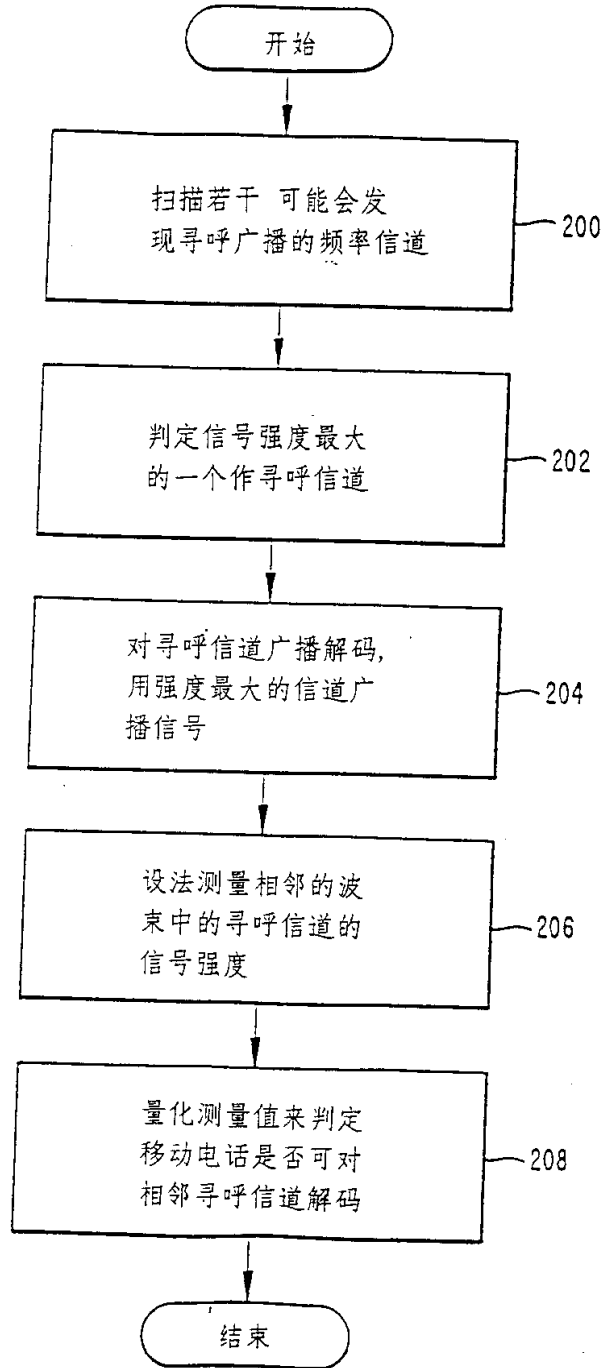 开始
扫描若干 可能会发
现寻呼广播的频率信道
200
判定信号强度最大
的一个作寻呼信道
202
对寻呼信道广播解码,
用强度最大的信道广
播信号
204
设法测量相邻的波
束中的寻呼信道的
信号强度
206
量化测量值来判定
移动电话是否可对
相邻寻呼信道解码
208
结束